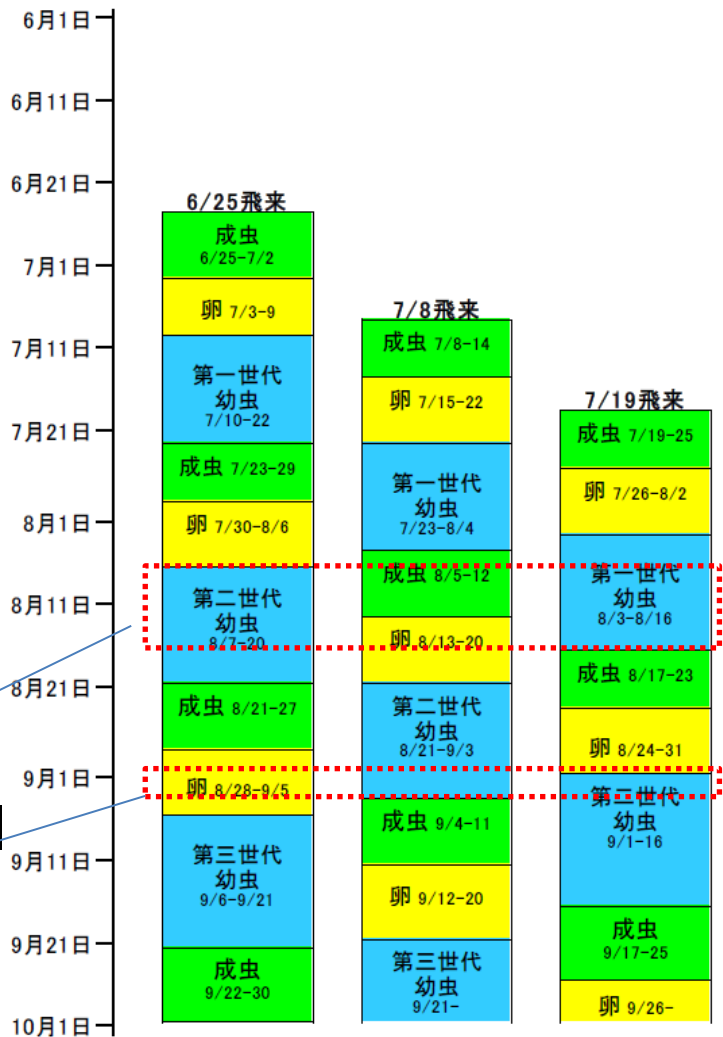 6月1日
6月11日
6月21日
7月1日
7月11日
7月21日
8月1日
8月11日
8月21日
9月1日
9月11日
9月21日
10月1日
6/25飛来
成虫
6/25-7/2
卵 7/3-9
第一世代
幼虫
7/10-22
成虫 7/23-29
卵 7/30-8/6
第二世代
幼虫
8/7-20
成虫 8/21-27
卵 8/28-9/5
第三世代
幼虫
9/6-9/21
成虫
9/22-30
7/8飛来
成虫 7/8-14
卵 7/15-22
第一世代
幼虫
7/23-8/4
成虫 8/5-12
卵 8/13-20
第二世代
幼虫
8/21-9/3
成虫 9/4-11
卵 9/12-20
第三世代
幼虫
9/21-
7/19飛来
成虫 7/19-25
卵 7/26-8/2
第一世代
幼虫
8/3-8/16
成虫 8/17-23
卵 8/24-31
第二世代
幼虫
9/1-16
成虫
9/17-25
卵 9/26-